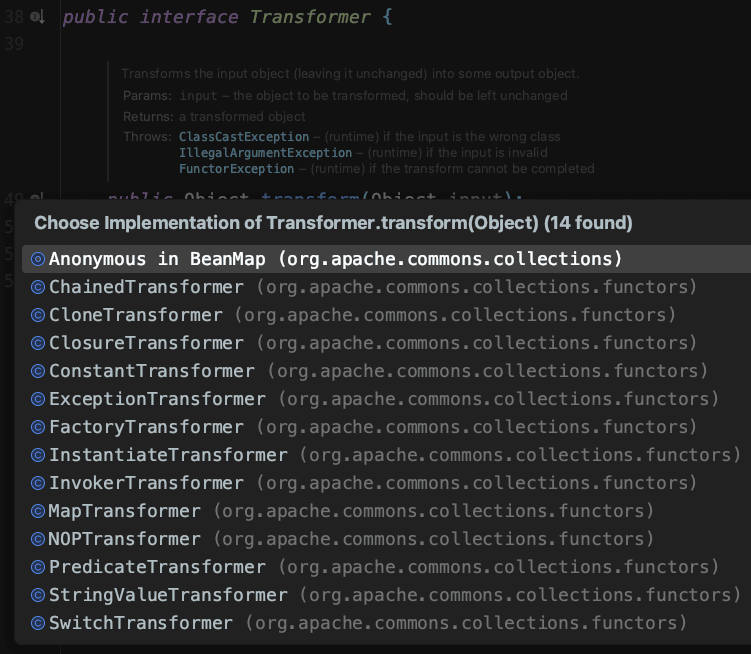 38 public interface Transformer {
39
Transforms the input object (leaving it unchanged) into some output object.
Params: input – the object to be transformed, should be left unchanged
Returns: a transformed object
Throws: ClassCastException – (runtime) if the input is the wrong class
IllegalArgumentException – (runtime) if the input is invalid
FunctorException – (runtime) if the transform cannot be completed
49 public Object transform(Object input);
Choose Implementation of Transformer.transform(Object) (14 found)
Anonymous in BeanMap (org.apache.commons.collections)
ChainedTransformer (org.apache.commons.collections.functors)
CloneTransformer (org.apache.commons.collections.functors)
ClosureTransformer (org.apache.commons.collections.functors)
ConstantTransformer (org.apache.commons.collections.functors)
ExceptionTransformer (org.apache.commons.collections.functors)
FactoryTransformer (org.apache.commons.collections.functors)
InstantiateTransformer (org.apache.commons.collections.functors)
InvokerTransformer (org.apache.commons.collections.functors)
MapTransformer (org.apache.commons.collections.functors)
NOPTransformer (org.apache.commons.collections.functors)
PredicateTransformer (org.apache.commons.collections.functors)
StringValueTransformer (org.apache.commons.collections.functors)
SwitchTransformer (org.apache.commons.collections.functors)